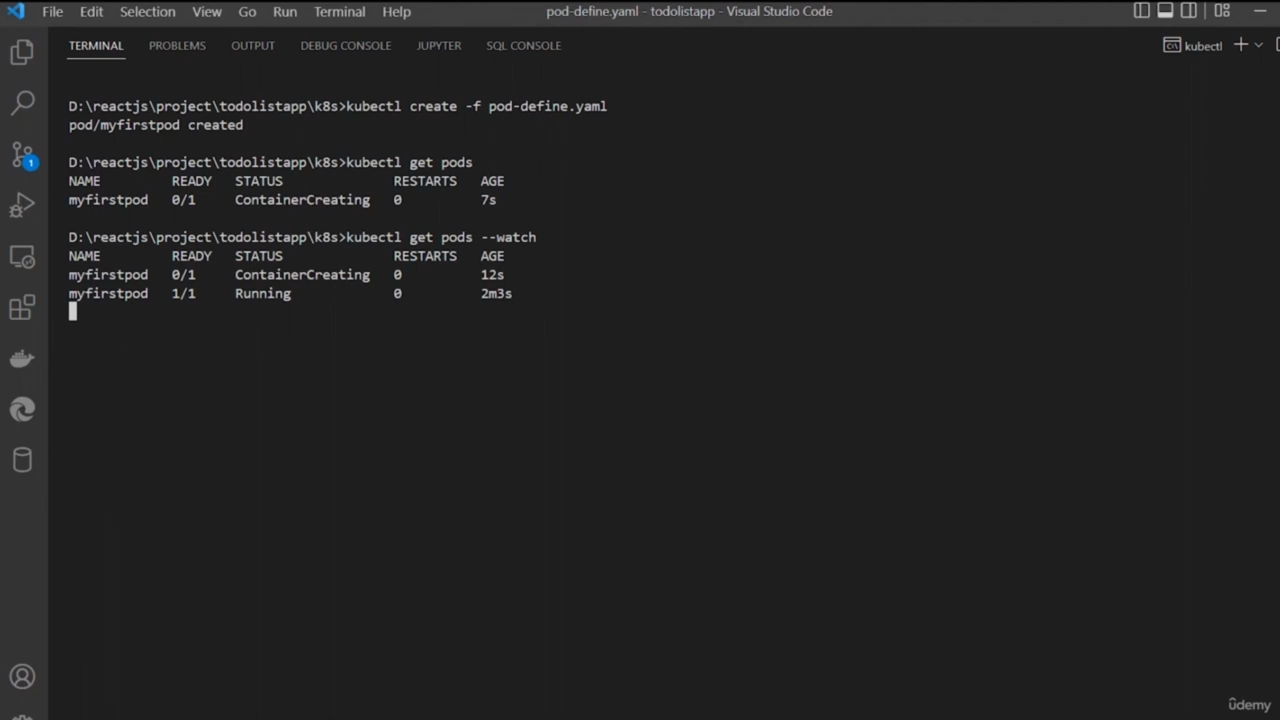 File Edit Selection View Go Run Terminal Help pod-define.yaml - todolistapp - Visual Studio Code
TERMINAL PROBLEMS OUTPUT DEBUG CONSOLE JUPYTER SQL CONSOLE kubectl
D:\reactjs\project\todolistapp\k8s>kubectl create -f pod-define.yaml
pod/myfirstpod created
D:\reactjs\project\todolistapp\k8s>kubectl get pods
NAME READY STATUS RESTARTS AGE
myfirstpod 0/1 ContainerCreating 0 7s
D:\reactjs\project\todolistapp\k8s>kubectl get pods --watch
NAME READY STATUS RESTARTS AGE
myfirstpod 0/1 ContainerCreating 0 12s
myfirstpod 1/1 Running 0 2m3s
1
ûdemy